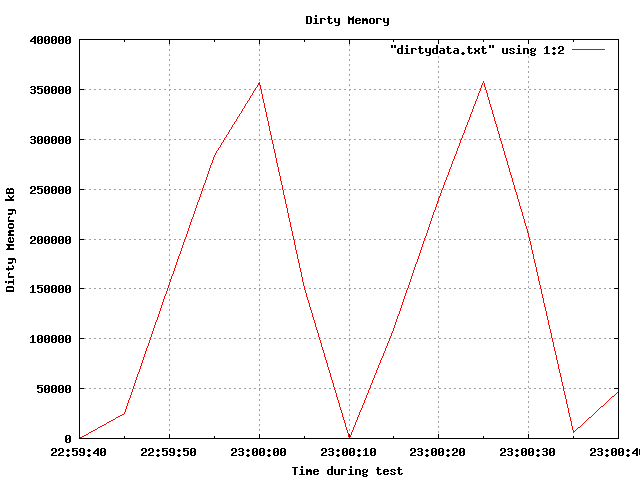 Dirty Memory
400000
"dirtydata.txt" using 1:2
350000
300000
250000
200000
150000
100000
50000
0
Dirty Memory kB
22:59:40 22:59:50 23:00:00 23:00:10 23:00:20 23:00:30 23:00:4
Time during test